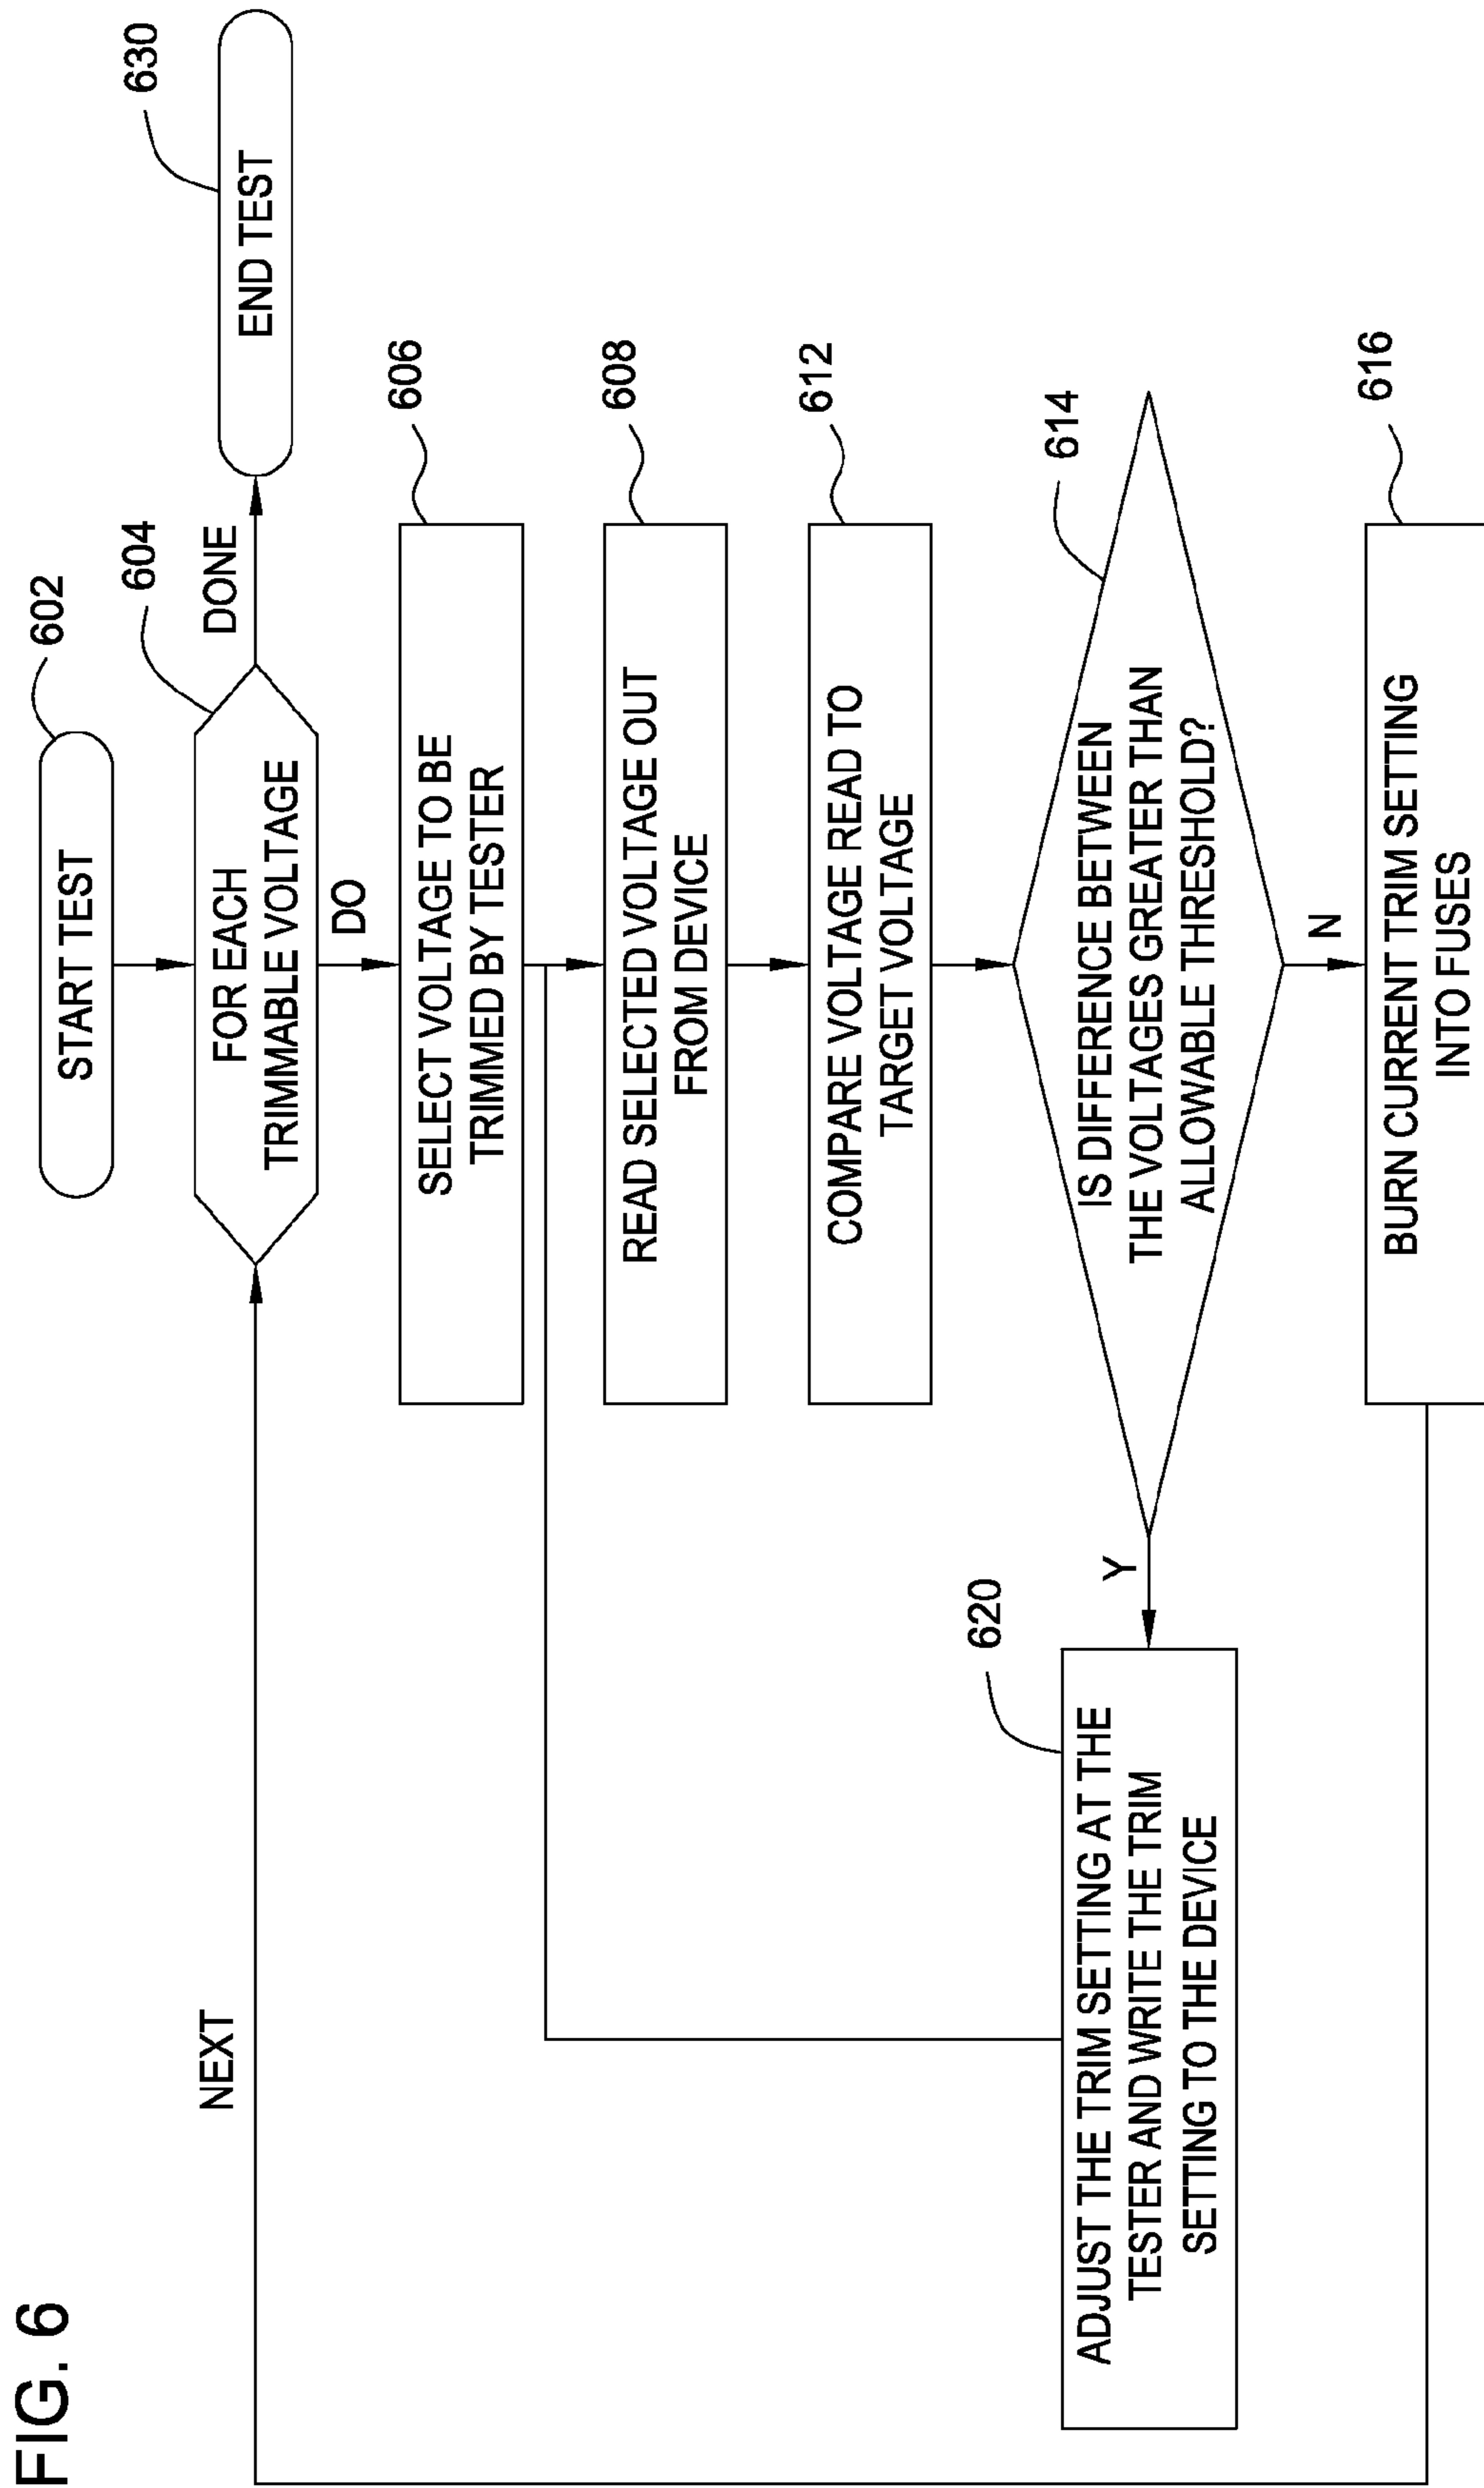 FIG. 6
START TEST
602
FOR EACH
TRIMMABLE VOLTAGE
604
DONE
END TEST
630
NEXT
DO
SELECT VOLTAGE TO BE
TRIMMED BY TESTER
606
READ SELECTED VOLTAGE OUT
FROM DEVICE
608
COMPARE VOLTAGE READ TO
TARGET VOLTAGE
612
IS DIFFERENCE BETWEEN
THE VOLTAGES GREATER THAN
ALLOWABLE THRESHOLD?
614
Y
620
ADJUST THE TRIM SETTING AT THE
TESTER AND WRITE THE TRIM
SETTING TO THE DEVICE
N
BURN CURRENT TRIM SETTING
INTO FUSES
616